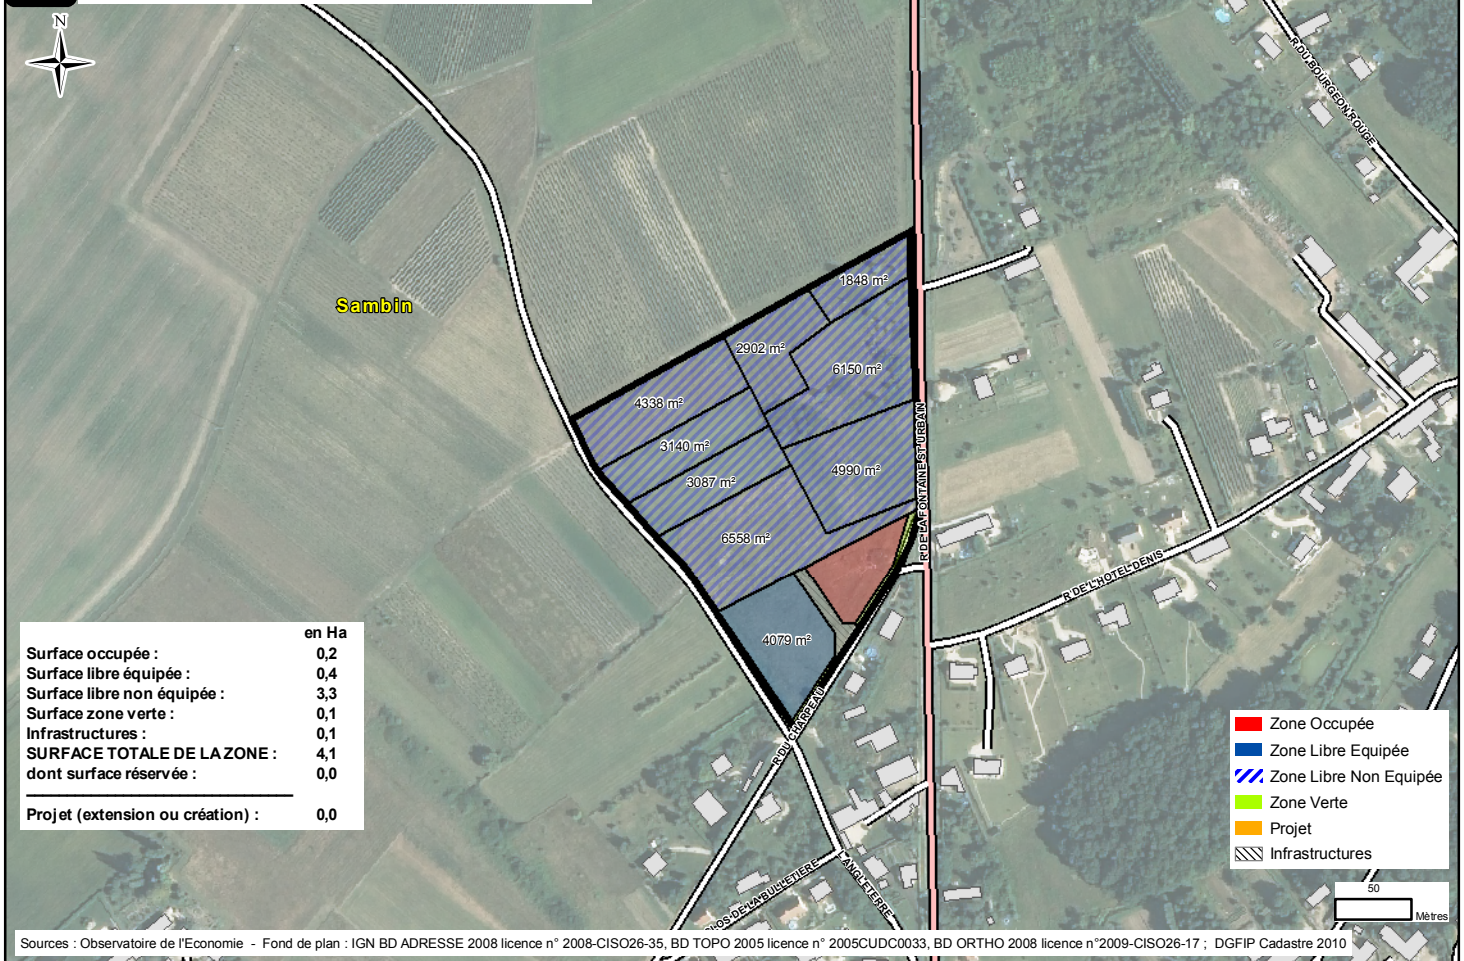 N
R DU BOURGEON ROUGE
Sambin
1848 m²
2902 m²
6150 m²
4338 m²
3140 m²
3087 m²
4990 m²
6558 m²
4079 m²
R DE LA FONTAINE ST URBAIN
R DE L'HOTEL DENIS
R DU CHARPEAU
OS DE LA BULLETIERE
L ANGLETERRE
en Ha
Surface occupée : 0,2
Surface libre équipée : 0,4
Surface libre non équipée : 3,3
Surface zone verte : 0,1
Infrastructures : 0,1
SURFACE TOTALE DE LA ZONE : 4,1
dont surface réservée : 0,0
Projet (extension ou création) : 0,0
Zone Occupée
Zone Libre Equipée
Zone Libre Non Equipée
Zone Verte
Projet
Infrastructures
50
Mètres
Sources : Observatoire de l'Economie - Fond de plan : IGN BD ADRESSE 2008 licence n° 2008-CISO26-35, BD TOPO 2005 licence n° 2005CUDC0033, BD ORTHO 2008 licence n°2009-CISO26-17 ; DGFIP Cadastre 2010